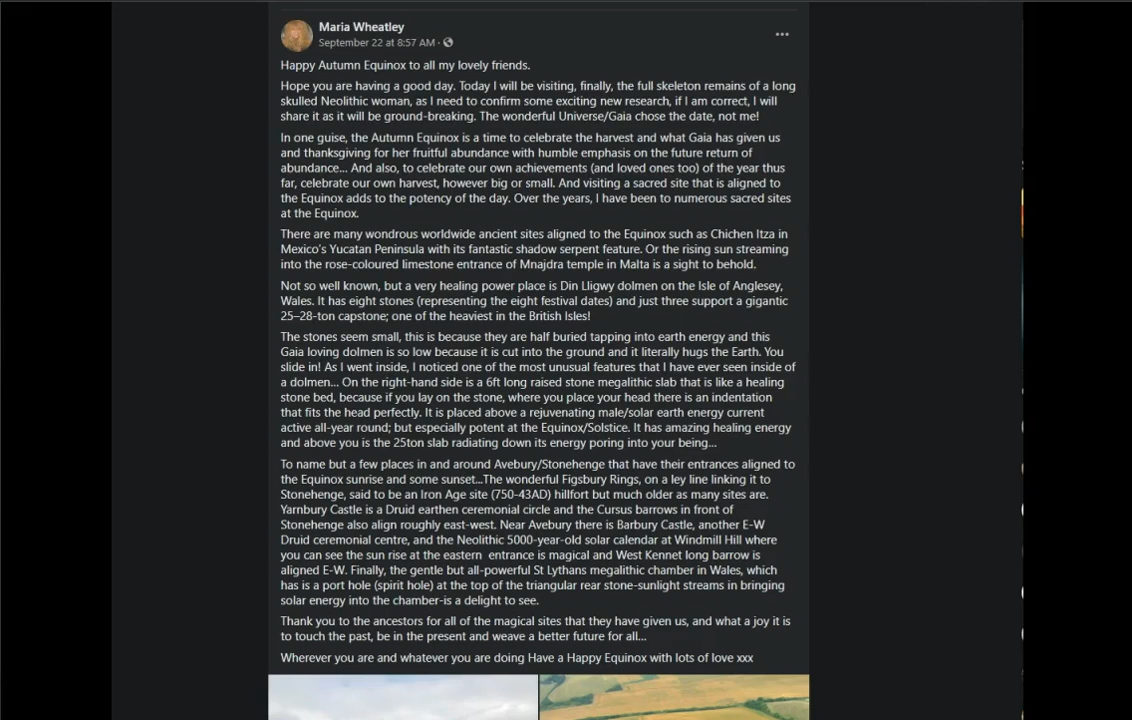 Maria Wheatley
September 22 at 8:57 AM ·
Happy Autumn Equinox to all my lovely friends.
Hope you are having a good day. Today I will be visiting, finally, the full skeleton remains of a long
skulled Neolithic woman, as I need to confirm some exciting new research, if I am correct, I will
share it as it will be ground-breaking. The wonderful Universe/Gaia chose the date, not me!
In one guise, the Autumn Equinox is a time to celebrate the harvest and what Gaia has given us
and thanksgiving for her fruitful abundance with humble emphasis on the future return of
abundance... And also, to celebrate our own achievements (and loved ones too) of the year thus
far, celebrate our own harvest, however big or small. And visiting a sacred site that is aligned to
the Equinox adds to the potency of the day. Over the years, I have been to numerous sacred sites
at the Equinox.
There are many wondrous worldwide ancient sites aligned to the Equinox such as Chichen Itza in
Mexico's Yucatan Peninsula with its fantastic shadow serpent feature. Or the rising sun streaming
into the rose-coloured limestone entrance of Mnajdra temple in Malta is a sight to behold.
Not so well known, but a very healing power place is Din Lligwy dolmen on the Isle of Anglesey,
Wales. It has eight stones (representing the eight festival dates) and just three support a gigantic
25–28-ton capstone; one of the heaviest in the British Isles!
The stones seem small, this is because they are half buried tapping into earth energy and this
Gaia loving dolmen is so low because it is cut into the ground and it literally hugs the Earth. You
slide in! As I went inside, I noticed one of the most unusual features that I have ever seen inside of
a dolmen... On the right-hand side is a 6ft long raised stone megalithic slab that is like a healing
stone bed, because if you lay on the stone, where you place your head there is an indentation
that fits the head perfectly. It is placed above a rejuvenating male/solar earth energy current
active all-year round; but especially potent at the Equinox/Solstice. It has amazing healing energy
and above you is the 25ton slab radiating down its energy poring into your being...
To name but a few places in and around Avebury/Stonehenge that have their entrances aligned to
the Equinox sunrise and some sunset...The wonderful Figsbury Rings, on a ley line linking it to
Stonehenge, said to be an Iron Age site (750-43AD) hillfort but much older as many sites are.
Yarnbury Castle is a Druid earthen ceremonial circle and the Cursus barrows in front of
Stonehenge also align roughly east-west. Near Avebury there is Barbury Castle, another E-W
Druid ceremonial centre, and the Neolithic 5000-year-old solar calendar at Windmill Hill where
you can see the sun rise at the eastern entrance is magical and West Kennet long barrow is
aligned E-W. Finally, the gentle but all-powerful St Lythans megalithic chamber in Wales, which
has is a port hole (spirit hole) at the top of the triangular rear stone-sunlight streams in bringing
solar energy into the chamber-is a delight to see.
Thank you to the ancestors for all of the magical sites that they have given us, and what a joy it is
to touch the past, be in the present and weave a better future for all...
Wherever you are and whatever you are doing Have a Happy Equinox with lots of love xxx